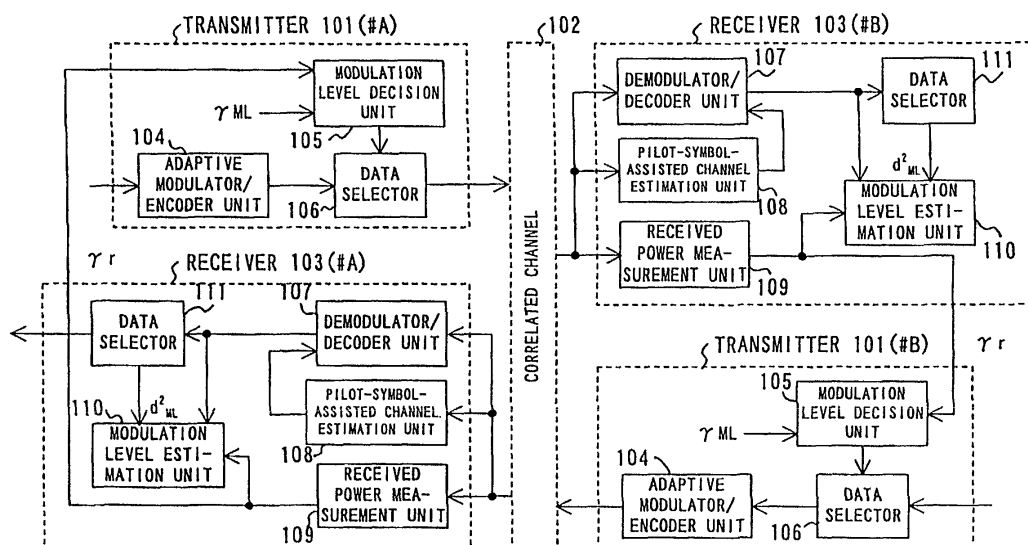 TRANSMITTER 101(#A)
MODULATION
LEVEL DECISION
UNIT
γ ML
105
104
ADAPTIVE
MODULATOR/
ENCODER UNIT
DATA
SELECTOR
106
γ r
102
CORRELATED CHANNEL
RECEIVER 103(#B)
107
DEMODULATOR/
DECODER UNIT
111
DATA
SELECTOR
PILOT-SYMBOL-
ASSISTED CHANNEL
ESTIMATION UNIT
108
d²ML
MODULATION
LEVEL ESTI-
MATION UNIT
110
RECEIVED
POWER MEA-
SUREMENT UNIT
109
γ r
RECEIVER 103(#A)
111
DATA
SELECTOR
107
DEMODULATOR/
DECODER UNIT
110
d²ML
MODULATION
LEVEL ESTI-
MATION UNIT
PILOT-SYMBOL-
ASSISTED CHANNEL.
ESTIMATION UNIT
108
RECEIVED
POWER MEA-
SUREMENT UNIT
109
TRANSMITTER 101(#B)
105
MODULATION
LEVEL DECISION
UNIT
γ ML
104
ADAPTIVE
MODULATOR/
ENCODER UNIT
DATA
SELECTOR
106